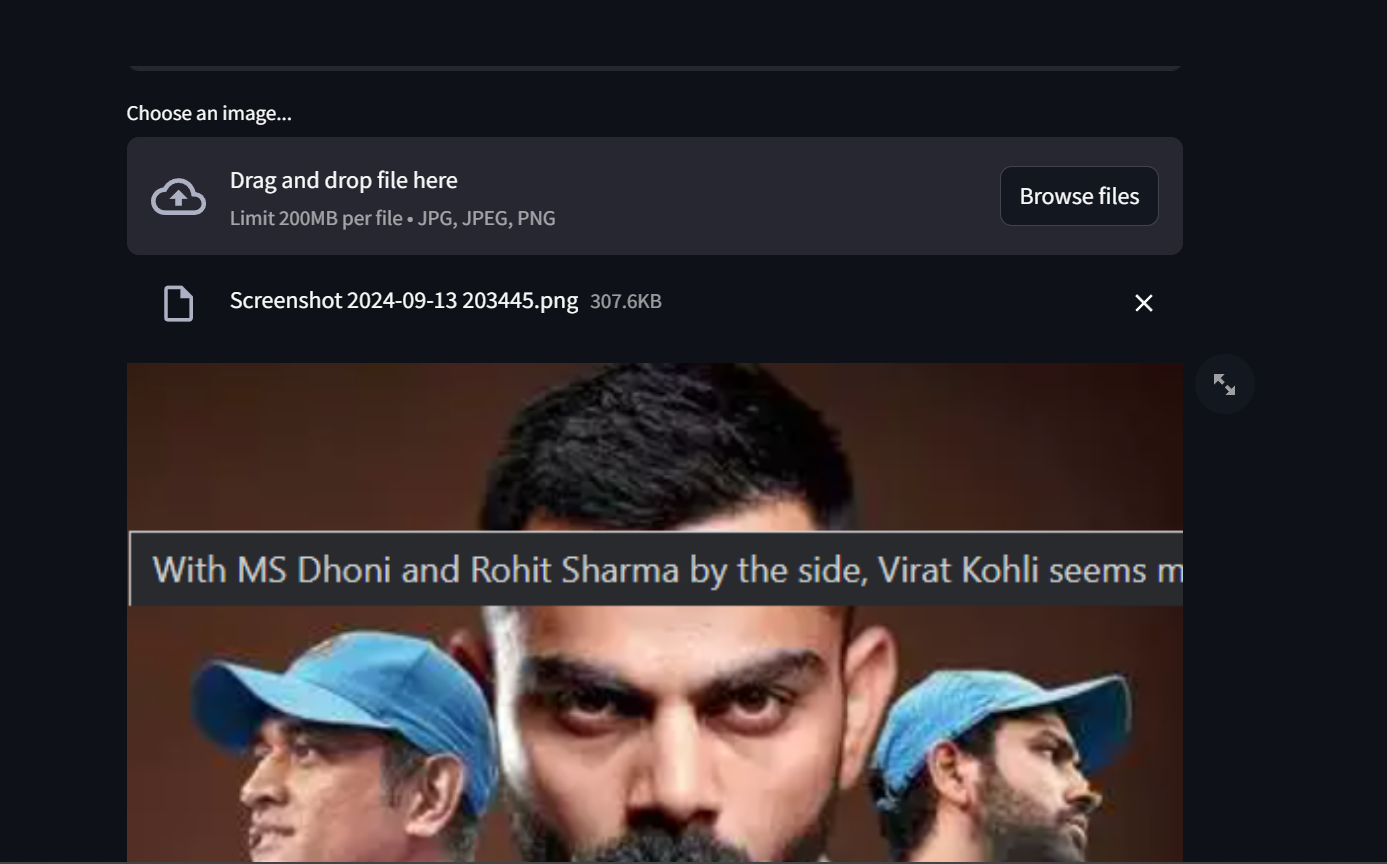 Choose an image...
Drag and drop file here
Limit 200MB per file • JPG, JPEG, PNG
Browse files
Screenshot 2024-09-13 203445.png 307.6KB
With MS Dhoni and Rohit Sharma by the side, Virat Kohli seems m